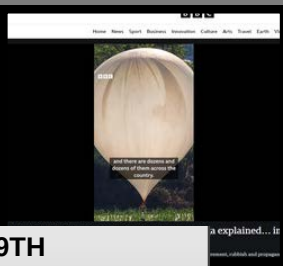 BBC
Home News Sport Business Innovation Culture Arts Travel Earth
BBC
and there are dozens and
dozens of them across the
country.
a explained… in
rubbish and propagan
9TH